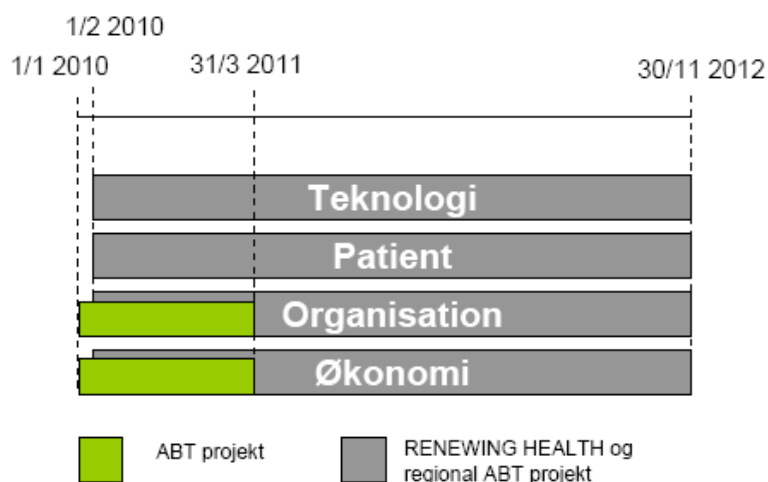 1/2 2010
1/1 2010
31/3 2011
30/11 2012
Teknologi
Patient
Organisation
Økonomi
ABT projekt
RENEWING HEALTH og
regional ABT projekt